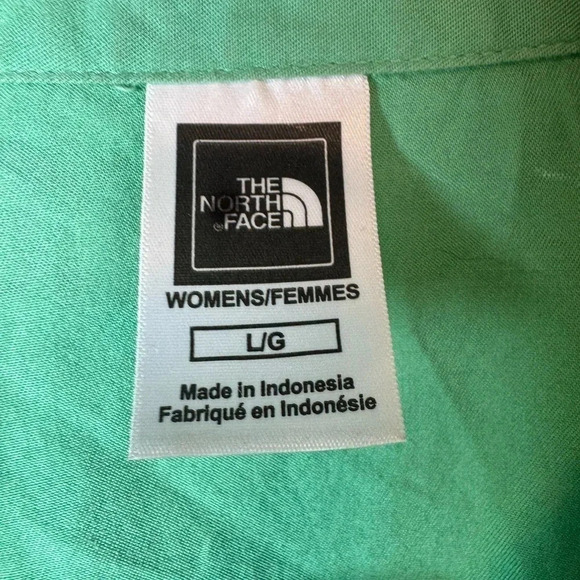 THE
NORTH
®FACE
WOMENS/FEMMES
L/G
Made in Indonesia
Fabriqué en Indonésie